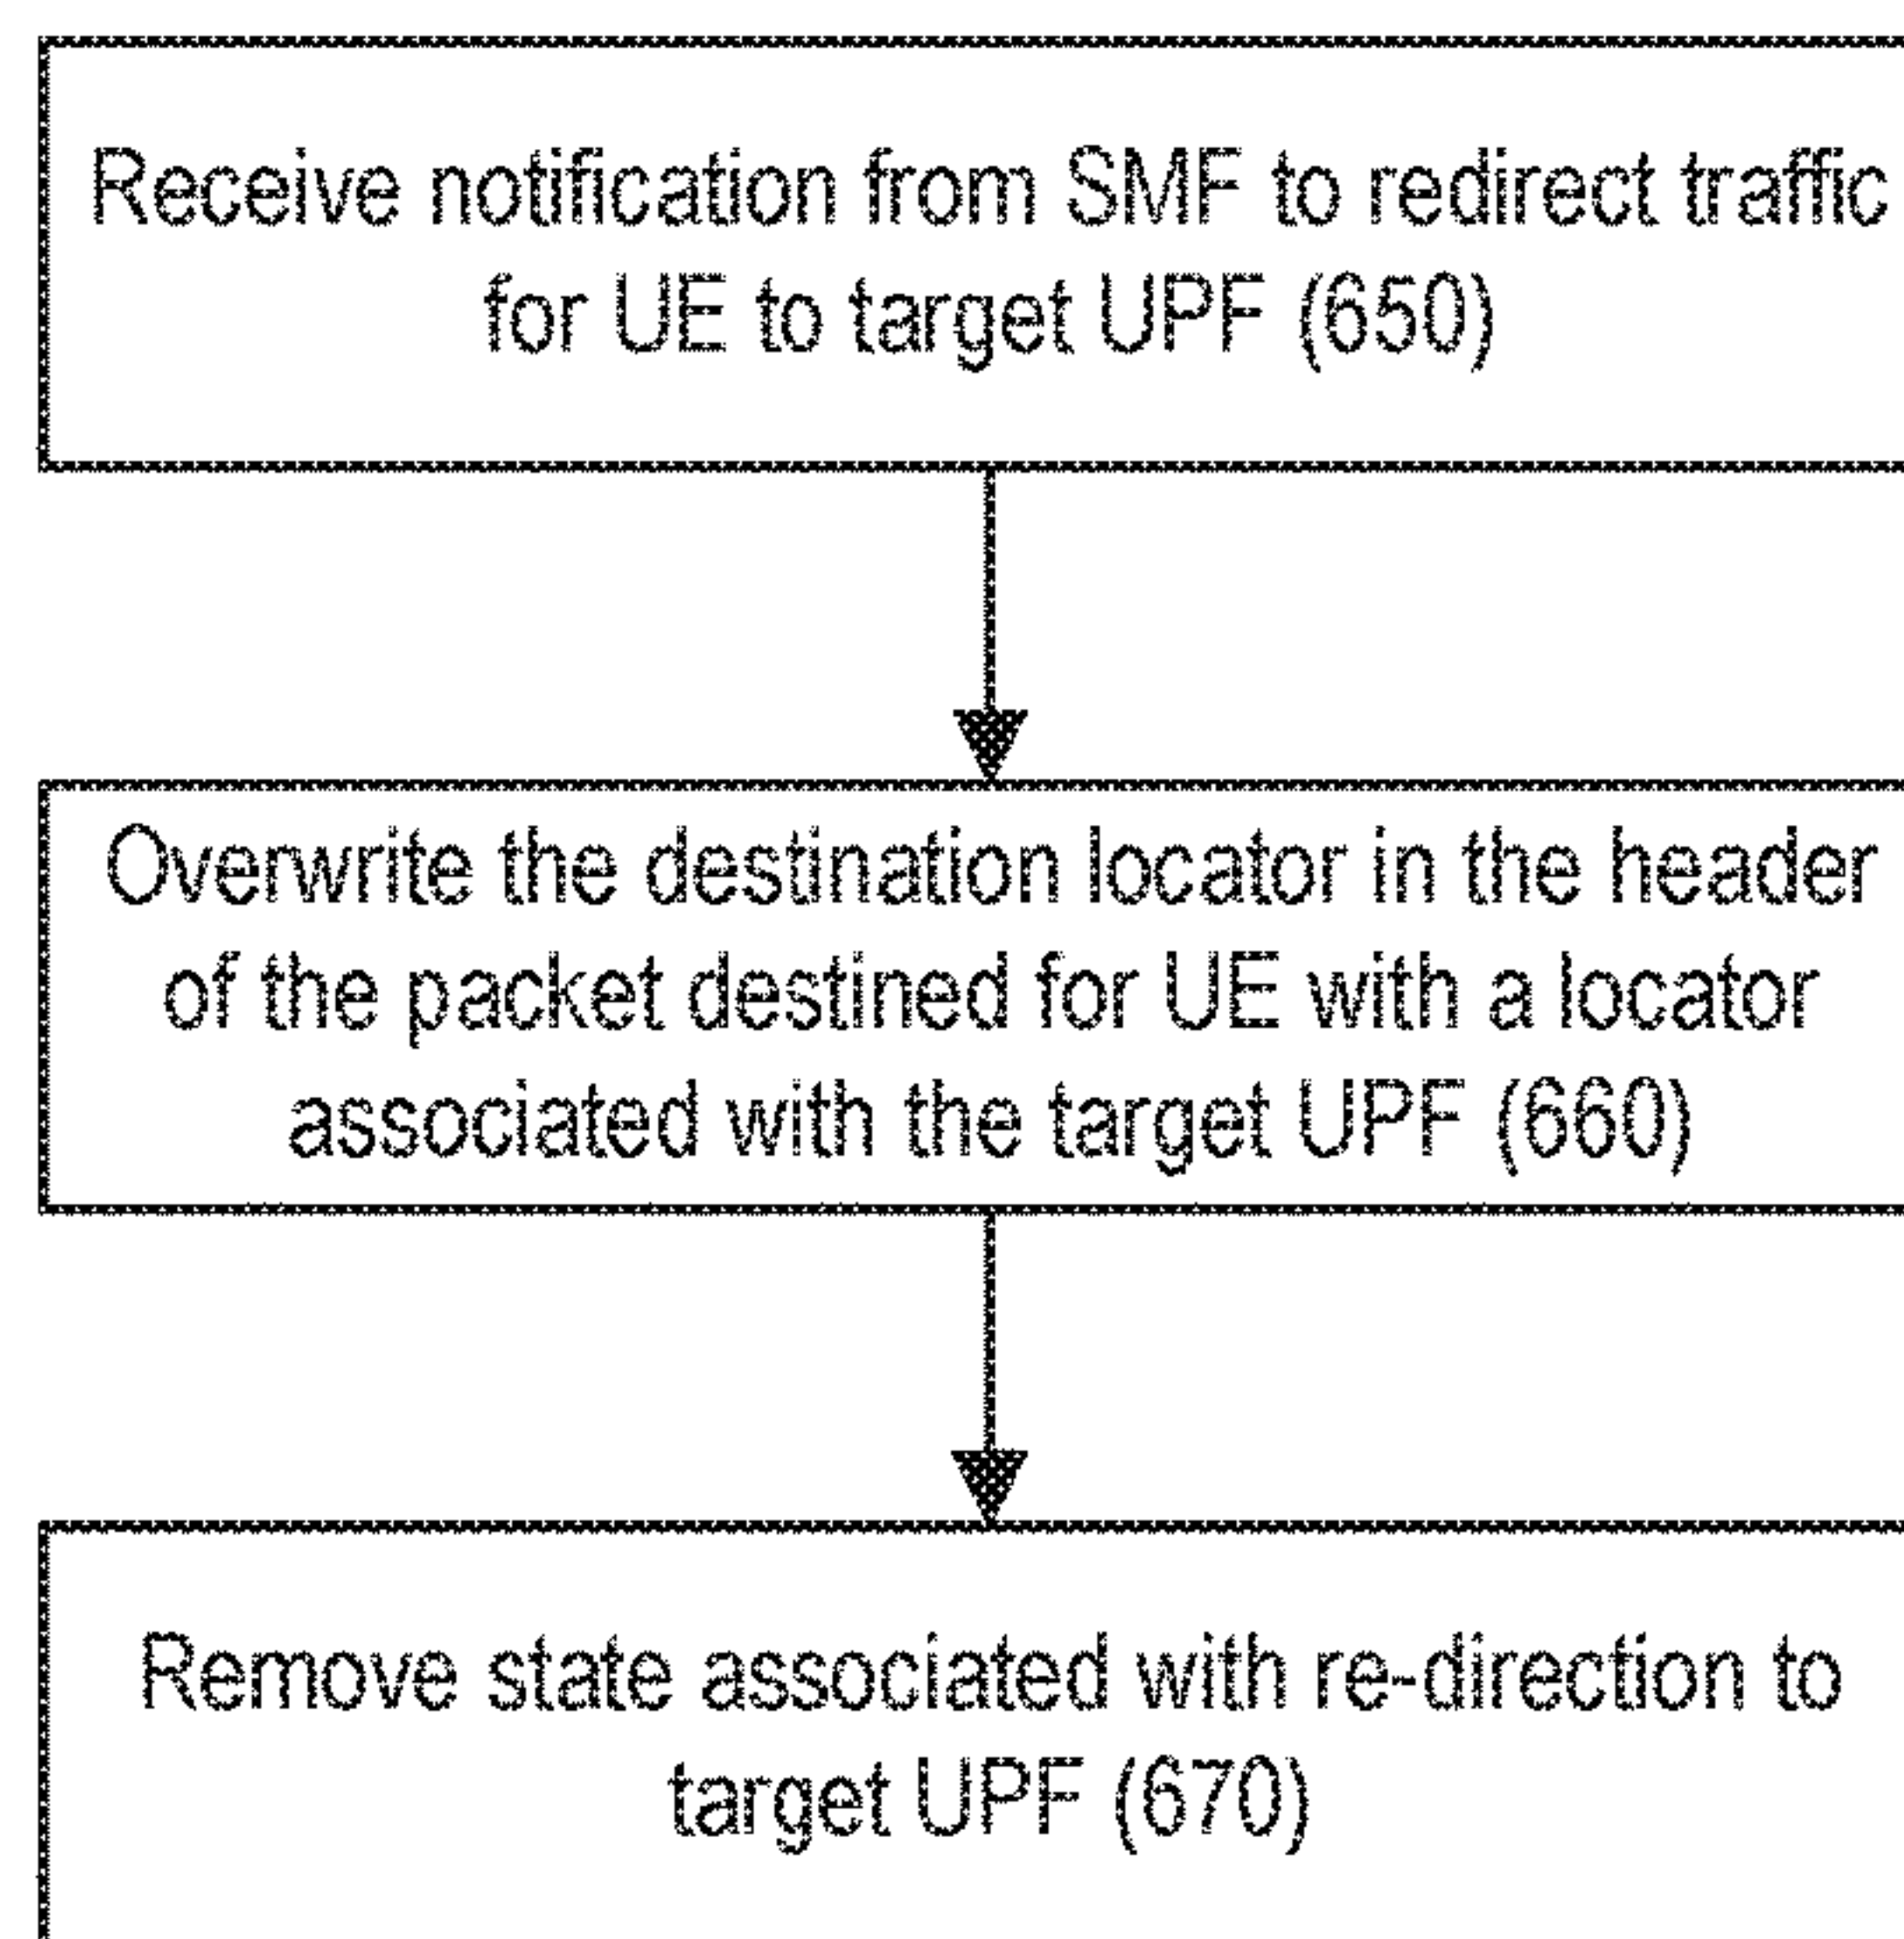 Receive notification from SMF to redirect traffic
for UE to target UPF (650)
Overwrite the destination locator in the header
of the packet destined for UE with a locator
associated with the target UPF (660)
Remove state associated with re-direction to
target UPF (670)